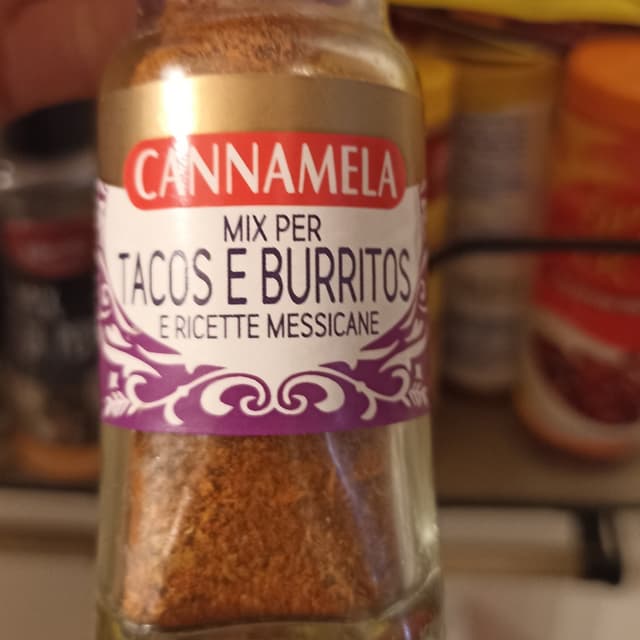 CANNAMELA
MIX PER
TACOS E BURRITOS
E RICETTE MESSICANE